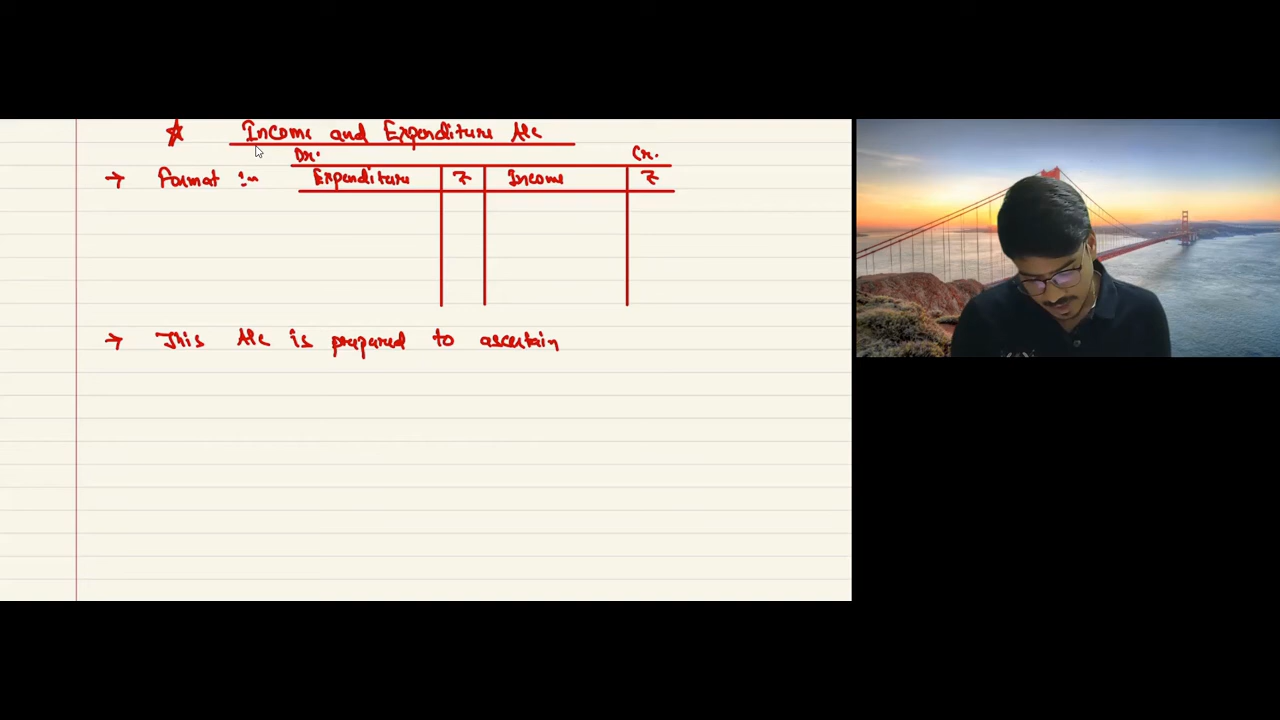 ★ Income and Expenditure A/c
Dr. Cr.
→ Format :- Expenditure ₹ Income ₹
→ This A/c is prepared to ascertain